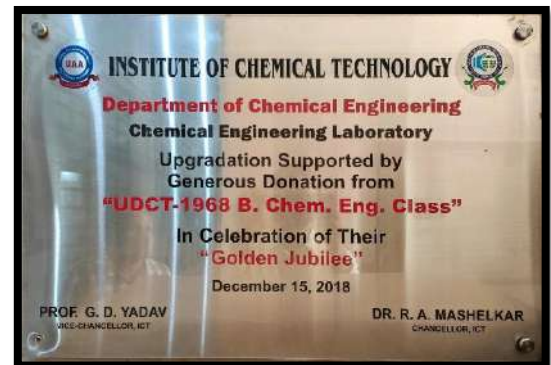 UAA
INSTITUTE OF CHEMICAL TECHNOLOGY
Department of Chemical Engineering
Chemical Engineering Laboratory
Upgradation Supported by
Generous Donation from
"UDCT-1968 B. Chem. Eng. Class"
In Celebration of Their
"Golden Jubilee"
December 15, 2018
PROF. G. D. YADAV
VICE-CHANCELLOR, ICT
DR. R. A. MASHELKAR
CHANCELLOR, ICT